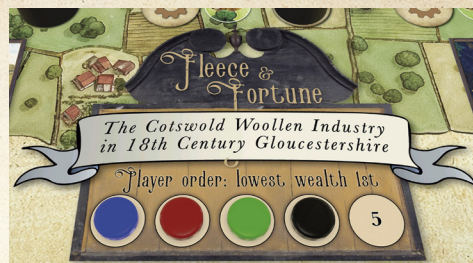 Fleece &
Fortune
The Cotswold Woollen Industry
in 18th Century Gloucestershire
Player order: lowest wealth 1st
5